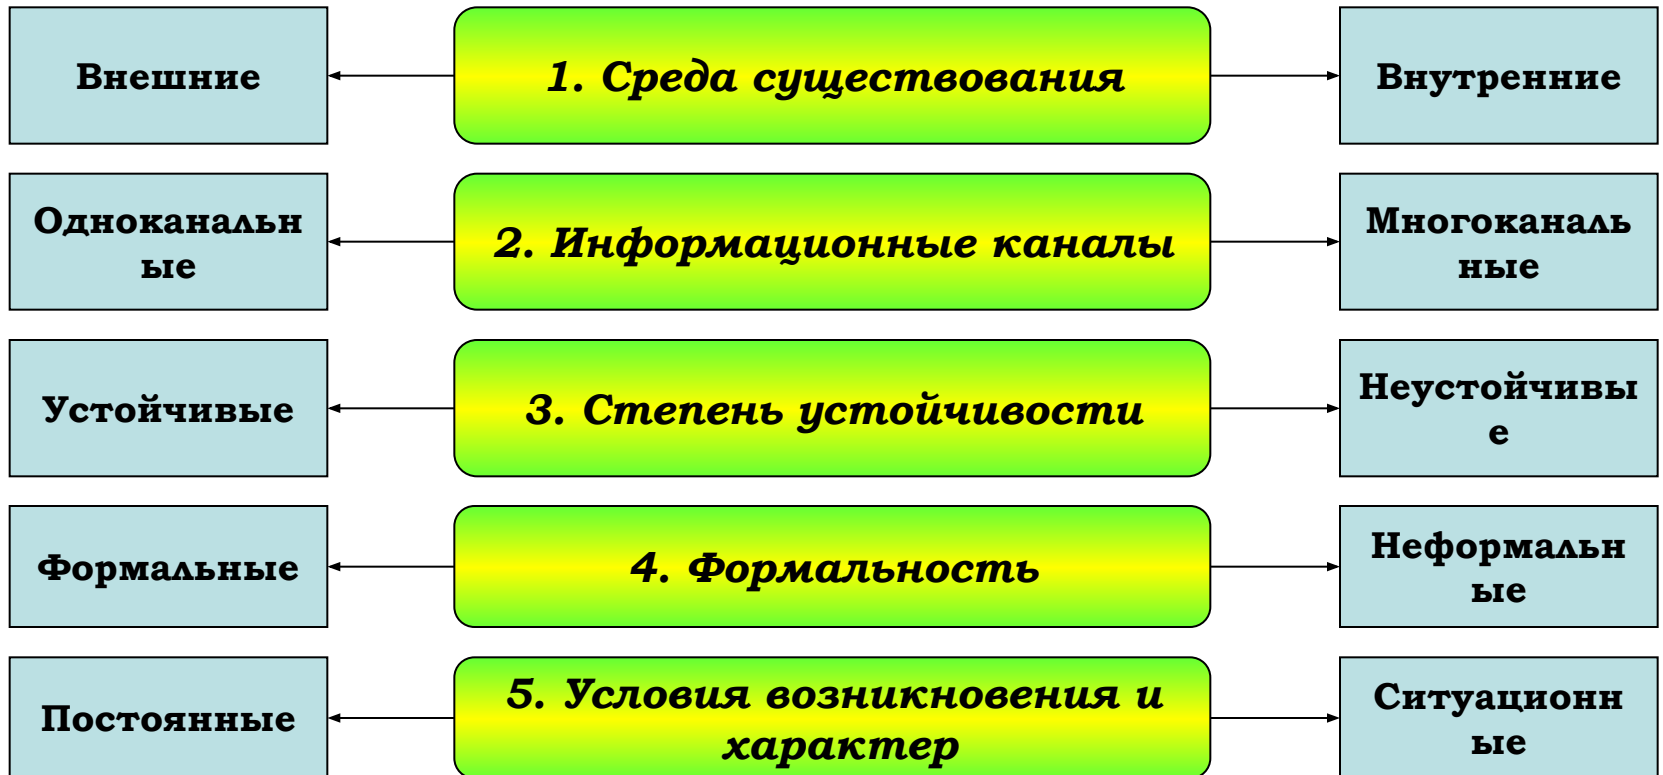 Внешние
1. Среда существования
Внутренние
Одноканальн
ые
2. Информационные каналы
Многоканаль
ные
Устойчивые
3. Степень устойчивости
Неустойчивы
е
Формальные
4. Формальность
Неформальн
ые
Постоянные
5. Условия возникновения и
характер
Ситуационн
ые